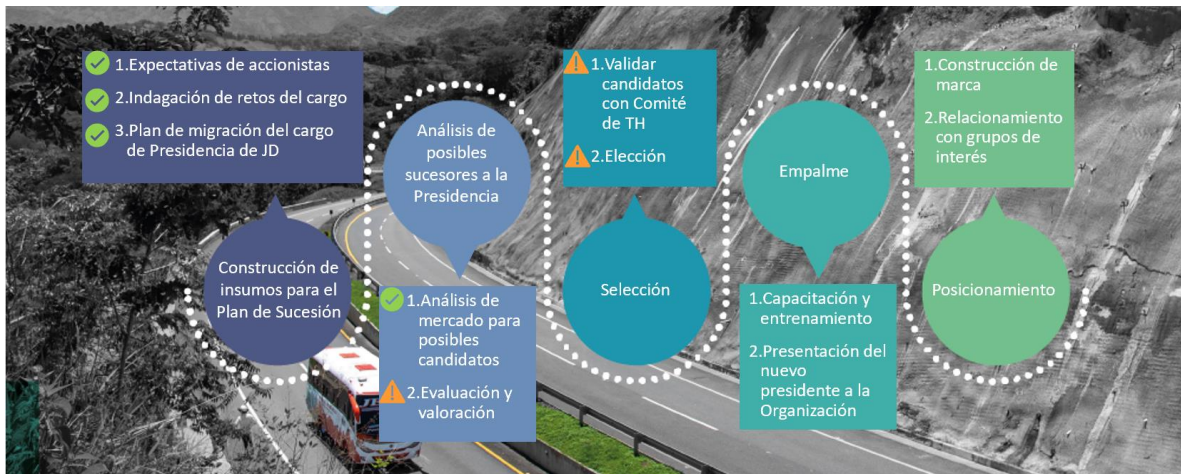 1.Expectativas de accionistas
2.Indagación de retos del cargo
3.Plan de migración del cargo
de Presidencia de JD
Construcción de
insumos para el
Plan de Sucesión
Análisis de
posibles
sucesores a la
Presidencia
1.Análisis de
mercado para
posibles
candidatos
2.Evaluación y
valoración
1.Validar
candidatos
con Comité
de TH
2.Elección
Selección
Empalme
1.Capacitación y
entrenamiento
2.Presentación del
nuevo
presidente a la
Organización
1.Construcción de
marca
2.Relacionamiento
con grupos de
interés
Posicionamiento